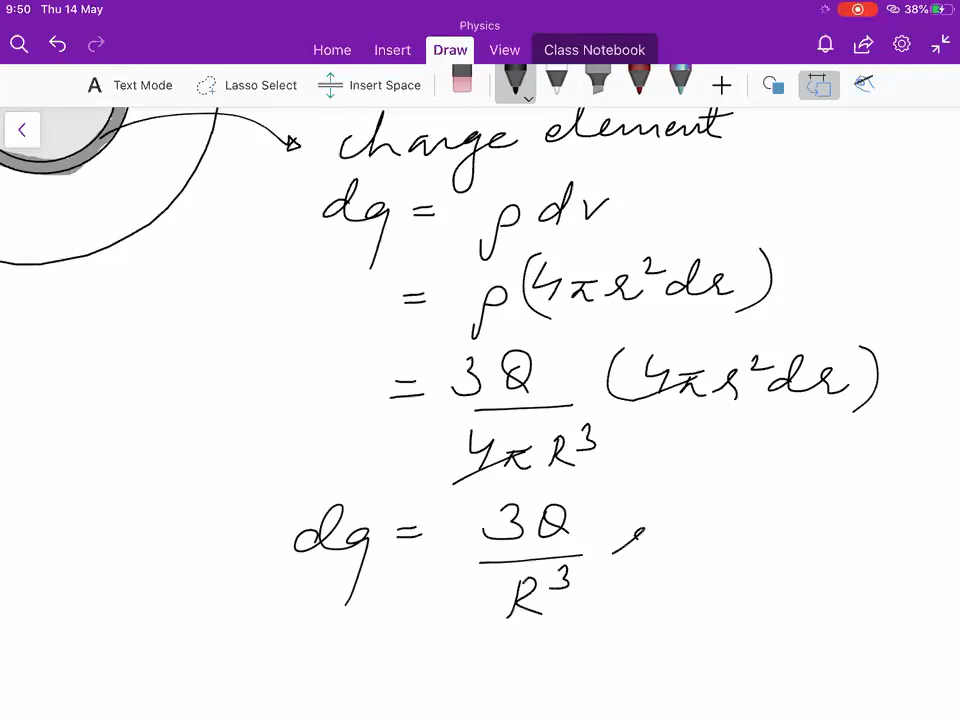 9:50 Thu 14 May 38%
Physics
Home Insert Draw View Class Notebook
A Text Mode Lasso Select Insert Space
charge element
dq = ρ dv
= ρ(4πr²dr)
= 3Q / 4πR³ (4πr²dr)
dq = 3Q / R³